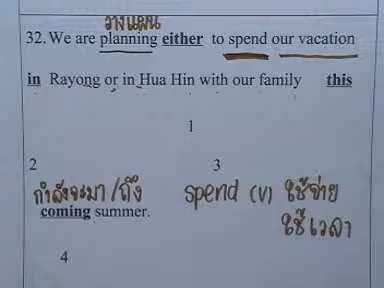 วางแผน
32. We are planning either to spend our vacation
in Rayong or in Hua Hin with our family this
1
2 3
กำลังจะมา/ถึง spend (v) ใช้จ่าย
coming summer. ใช้เวลา
4